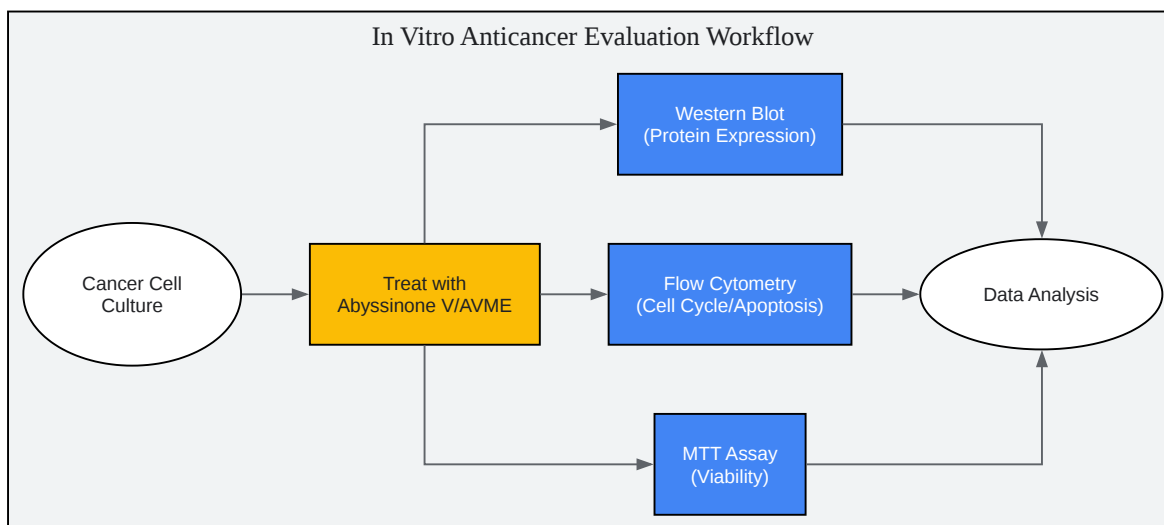 In Vitro Anticancer Evaluation Workflow
Western Blot
(Protein Expression)
Cancer Cell
Culture
Treat with
Abyssinone V/AVME
Flow Cytometry
(Cell Cycle/Apoptosis)
Data Analysis
MTT Assay
(Viability)